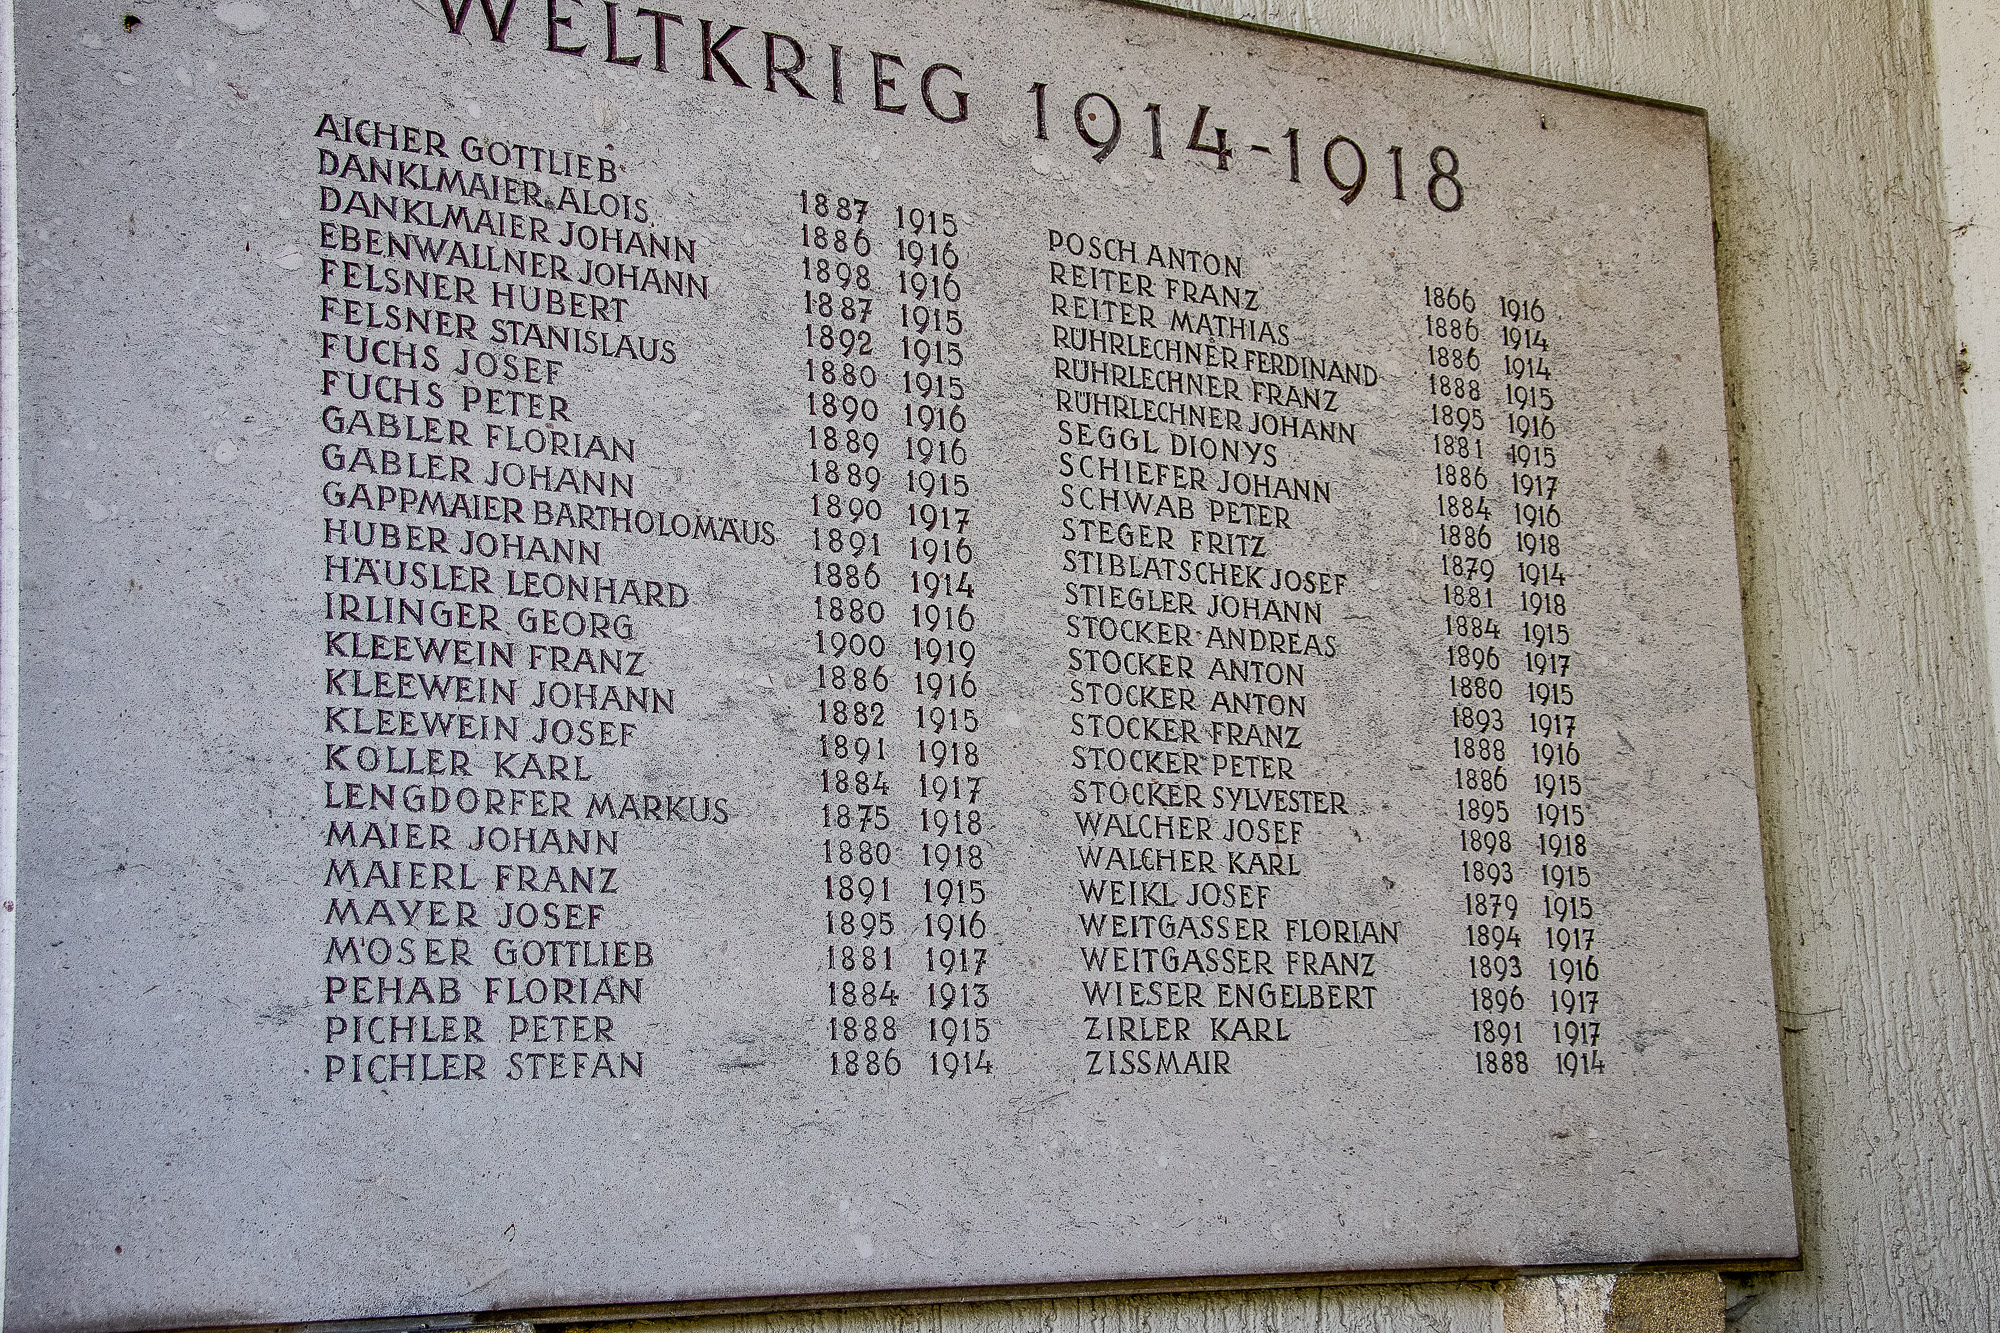 WELTKRIEG 1914-1918
AICHER GOTTLIEB 1887 1915
DANKLMAIER ALOIS 1886 1916
DANKLMAIER JOHANN 1898 1916
EBENWALLNER JOHANN 1887 1915
FELSNER HUBERT 1892 1915
FELSNER STANISLAUS 1880 1915
FUCHS JOSEF 1890 1916
FUCHS PETER 1889 1916
GABLER FLORIAN 1889 1915
GABLER JOHANN 1890 1917
GAPPMAIER BARTHOLOMÄUS 1891 1916
HUBER JOHANN 1886 1914
HÄUSLER LEONHARD 1880 1916
IRLINGER GEORG 1900 1919
KLEEWEIN FRANZ 1886 1916
KLEEWEIN JOHANN 1882 1915
KLEEWEIN JOSEF 1891 1918
KOLLER KARL 1884 1917
LENGDORFER MARKUS 1875 1918
MAIER JOHANN 1880 1918
MAIERL FRANZ 1891 1915
MAYER JOSEF 1895 1916
MOSER GOTTLIEB 1881 1917
PEHAB FLORIAN 1884 1913
PICHLER PETER 1888 1915
PICHLER STEFAN 1886 1914
POSCH ANTON 1866 1916
REITER FRANZ 1886 1914
REITER MATHIAS 1886 1914
RÜHRLECHNER FERDINAND 1888 1915
RÜHRLECHNER FRANZ 1895 1916
RÜHRLECHNER JOHANN 1881 1915
SEGGL DIONYS 1886 1917
SCHIEFER JOHANN 1884 1916
SCHWAB PETER 1886 1918
STEGER FRITZ 1879 1914
STIBLATSCHEK JOSEF 1881 1918
STIEGLER JOHANN 1884 1915
STOCKER ANDREAS 1896 1917
STOCKER ANTON 1880 1915
STOCKER ANTON 1893 1917
STOCKER FRANZ 1888 1916
STOCKER PETER 1886 1915
STOCKER SYLVESTER 1895 1915
WALCHER JOSEF 1898 1918
WALCHER KARL 1893 1915
WEIKL JOSEF 1879 1915
WEITGASSER FLORIAN 1894 1917
WEITGASSER FRANZ 1893 1916
WIESER ENGELBERT 1896 1917
ZIRLER KARL 1891 1917
ZISSMAIR 1888 1914